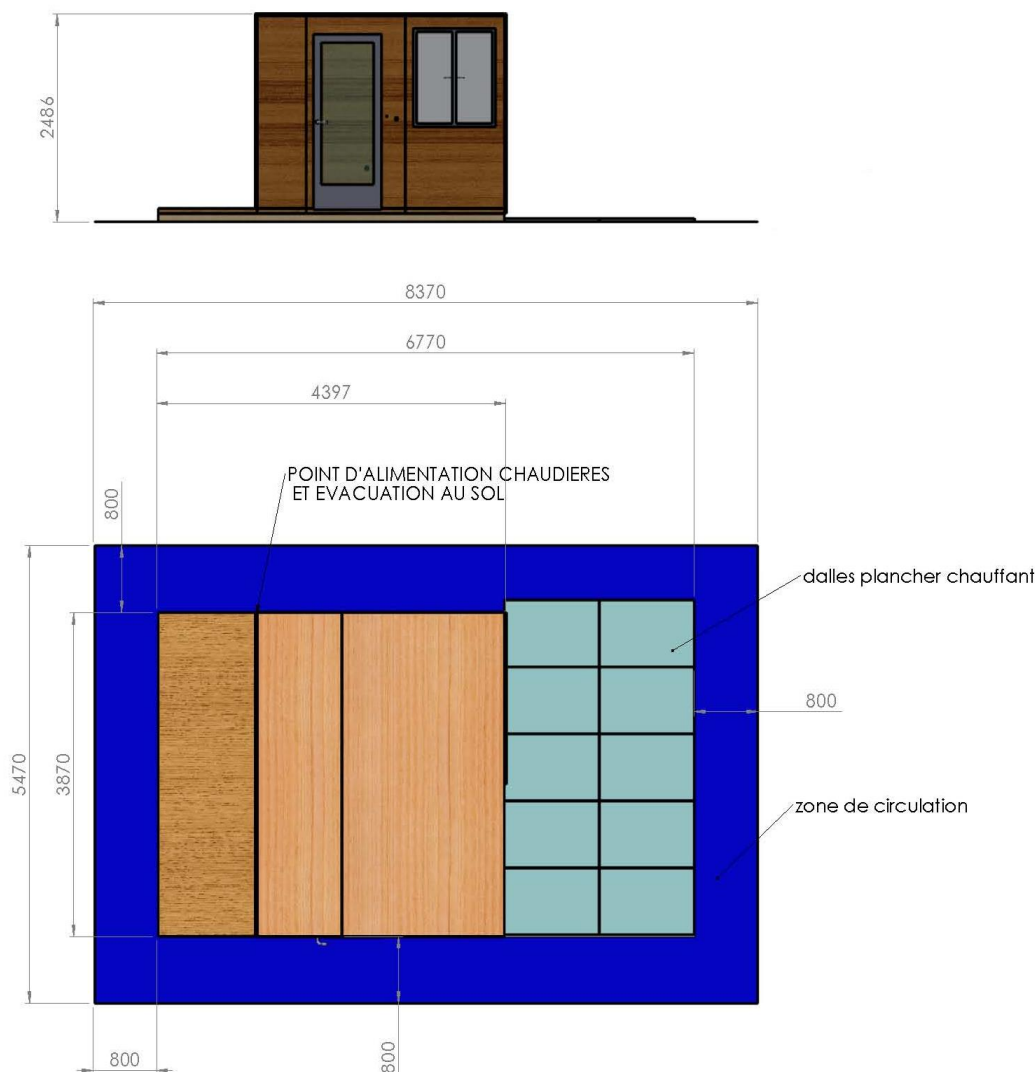 2486
8370
6770
4397
POINT D'ALIMENTATION CHAUDIERES
ET EVACUATION AU SOL
800
dalles plancher chauffant
800
5470
3870
zone de circulation
800
800